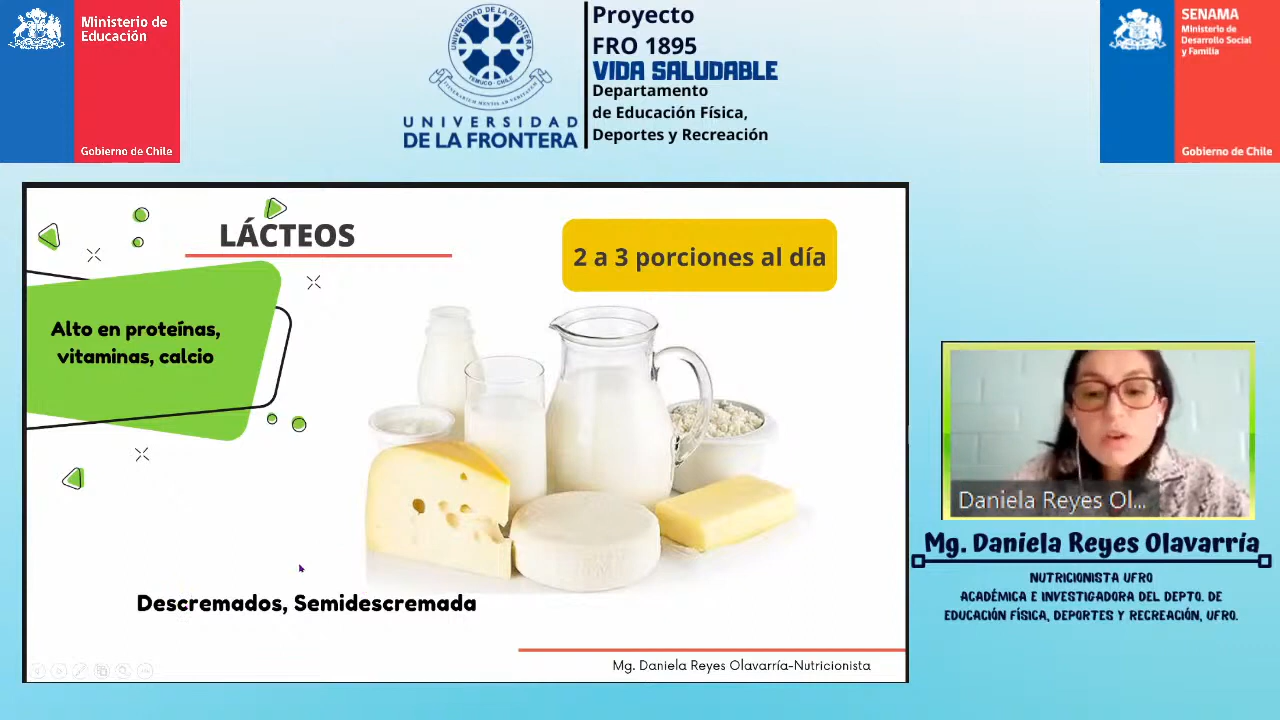 Ministerio de
Educación
Gobierno de Chile
UNIVERSIDAD DE LA FRONTERA
TEMUCO - CHILE
UNIVERSIDAD
DE LA FRONTERA
Proyecto
FRO 1895
VIDA SALUDABLE
Departamento
de Educación Física,
Deportes y Recreación
SENAMA
Ministerio de
Desarrollo Social
y Familia
Gobierno de Chile
LÁCTEOS
2 a 3 porciones al día
Alto en proteínas,
vitaminas, calcio
Descremados, Semidescremada
Mg. Daniela Reyes Olavarría-Nutricionista
Daniela Reyes Ol...
Mg. Daniela Reyes Olavarría
NUTRICIONISTA UFRO
ACADÉMICA E INVESTIGADORA DEL DEPTO. DE
EDUCACIÓN FÍSICA, DEPORTES Y RECREACIÓN, UFRO.